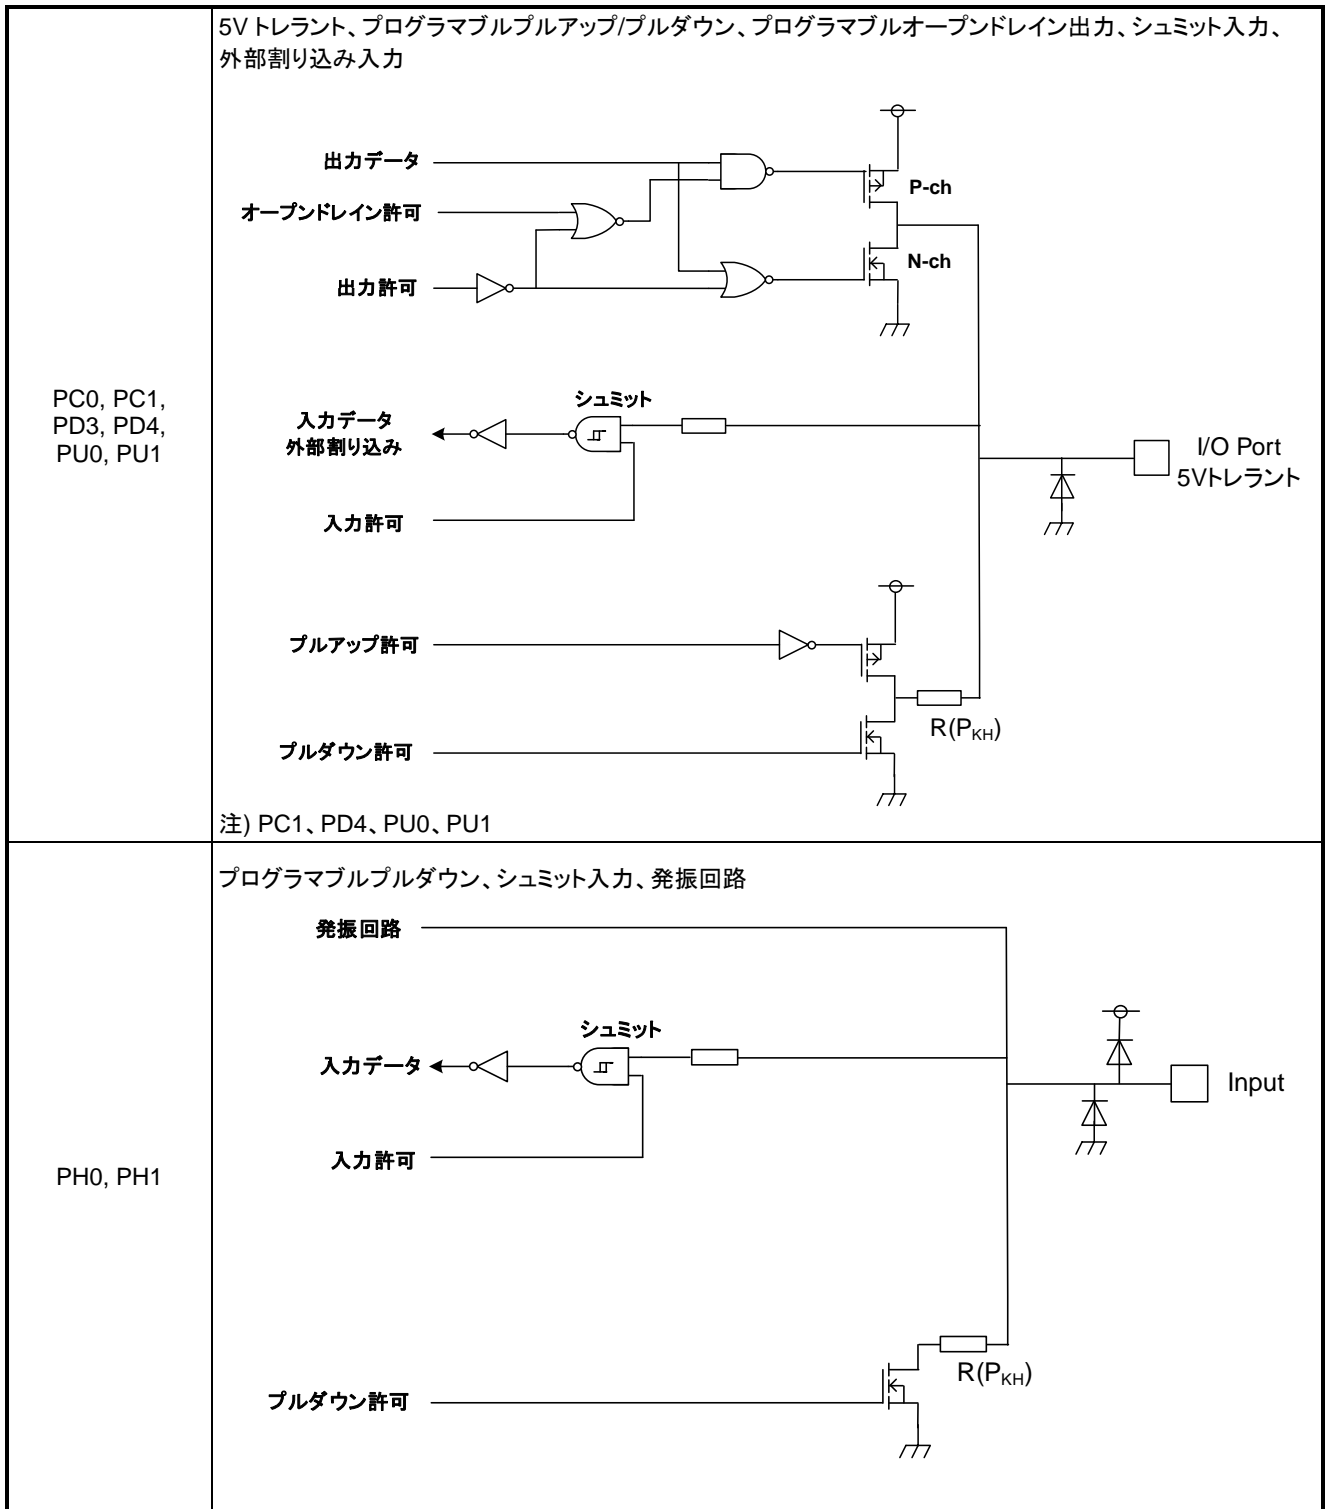 5V トレラント、プログラマブルプルアップ/プルダウン、プログラマブルオープンドレイン出力、シュミット入力、
外部割り込み入力
出力データ
オープンドレイン許可
出力許可
P-ch
N-ch
PC0, PC1,
PD3, PD4,
PU0, PU1
シュミット
入力データ
外部割り込み
入力許可
I/O Port
5Vトレラント
プルアップ許可
プルダウン許可
R(PKH)
注) PC1、PD4、PU0、PU1
プログラマブルプルダウン、シュミット入力、発振回路
発振回路
シュミット
入力データ
入力許可
Input
PH0, PH1
プルダウン許可
R(PKH)